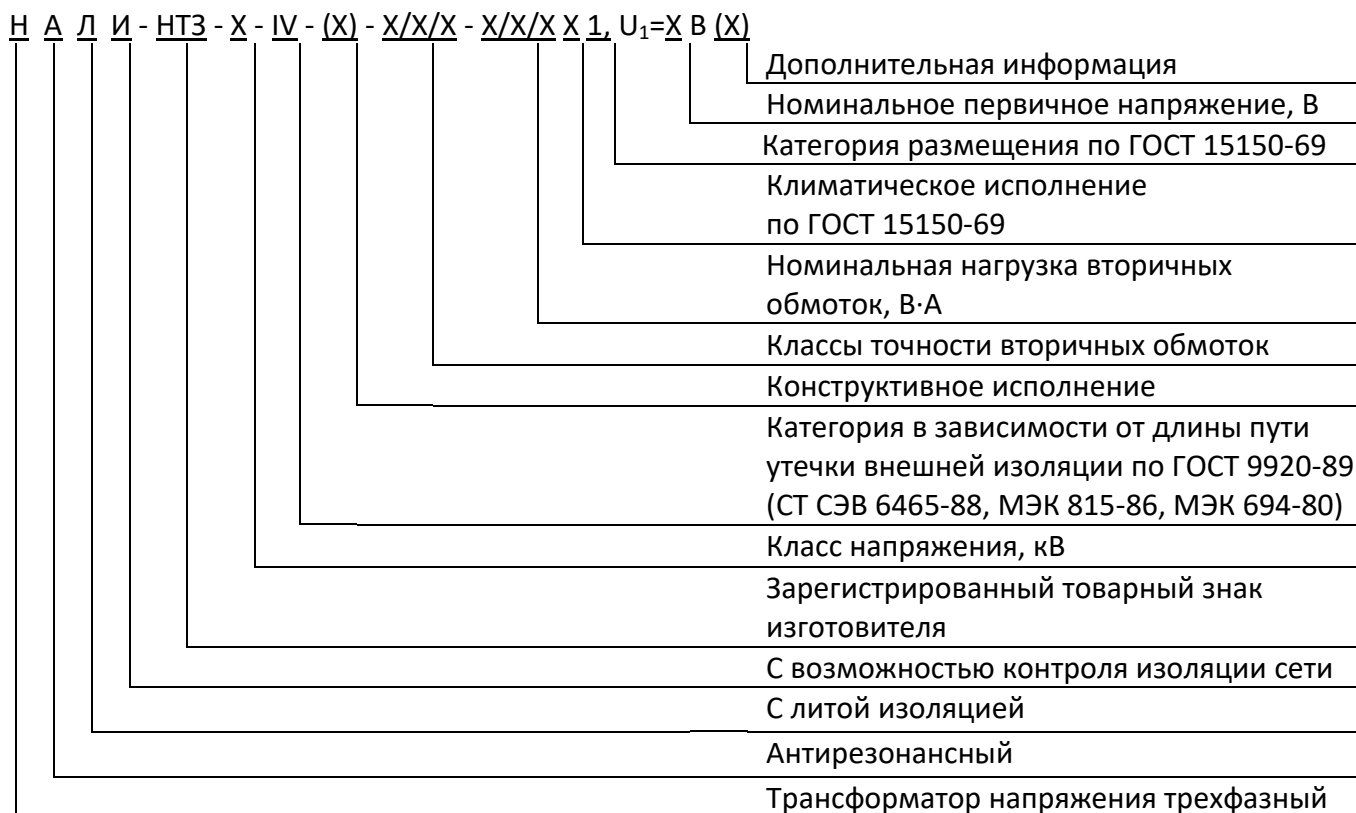 Н А Л И - НТЗ - Х - IV - (Х) - Х/Х/Х - Х/Х/Х Х 1, U₁=Х В (Х)
Дополнительная информация
Номинальное первичное напряжение, В
Категория размещения по ГОСТ 15150-69
Климатическое исполнение
по ГОСТ 15150-69
Номинальная нагрузка вторичных
обмоток, В·А
Классы точности вторичных обмоток
Конструктивное исполнение
Категория в зависимости от длины пути
утечки внешней изоляции по ГОСТ 9920-89
(СТ СЭВ 6465-88, МЭК 815-86, МЭК 694-80)
Класс напряжения, кВ
Зарегистрированный товарный знак
изготовителя
С возможностью контроля изоляции сети
С литой изоляцией
Антирезонансный
Трансформатор напряжения трехфазный